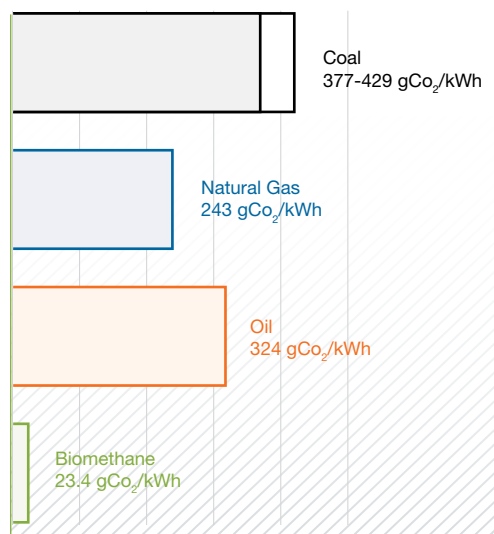 Coal
377-429 gCo₂/kWh
Natural Gas
243 gCo₂/kWh
Oil
324 gCo₂/kWh
Biomethane
23.4 gCo₂/kWh